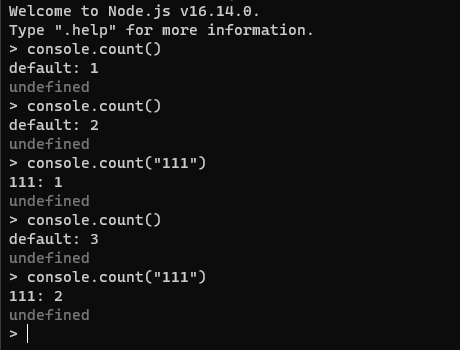 Welcome to Node.js v16.14.0.
Type ".help" for more information.
> console.count()
default: 1
undefined
> console.count()
default: 2
undefined
> console.count("111")
111: 1
undefined
> console.count()
default: 3
undefined
> console.count("111")
111: 2
undefined
>